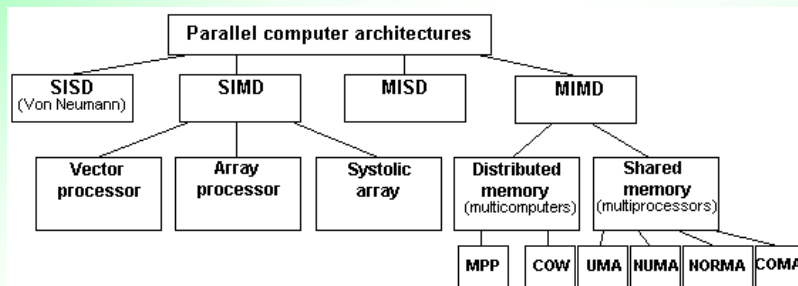 Parallel computer architectures
SISD
(Von Neumann)
SIMD
MISD
MIMD
Vector
processor
Array
processor
Systolic
array
Distributed
memory
(multicomputers)
Shared
memory
(multiprocessors)
MPP
COW
UMA
NUMA
NORMA
COMA